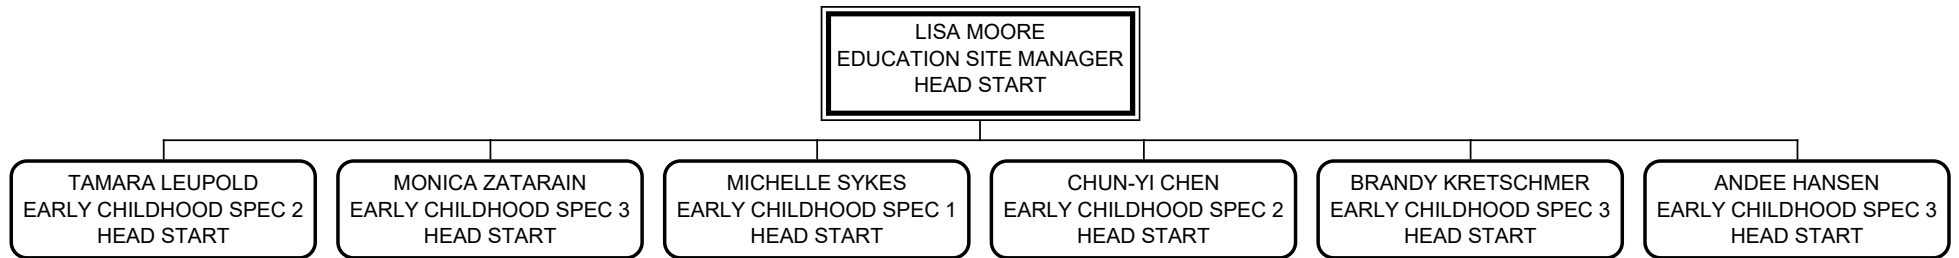 LISA MOORE
EDUCATION SITE MANAGER
HEAD START
TAMARA LEUPOLD
EARLY CHILDHOOD SPEC 2
HEAD START
MONICA ZATARAIN
EARLY CHILDHOOD SPEC 3
HEAD START
MICHELLE SYKES
EARLY CHILDHOOD SPEC 1
HEAD START
CHUN-YI CHEN
EARLY CHILDHOOD SPEC 2
HEAD START
BRANDY KRETSCHMER
EARLY CHILDHOOD SPEC 3
HEAD START
ANDEE HANSEN
EARLY CHILDHOOD SPEC 3
HEAD START